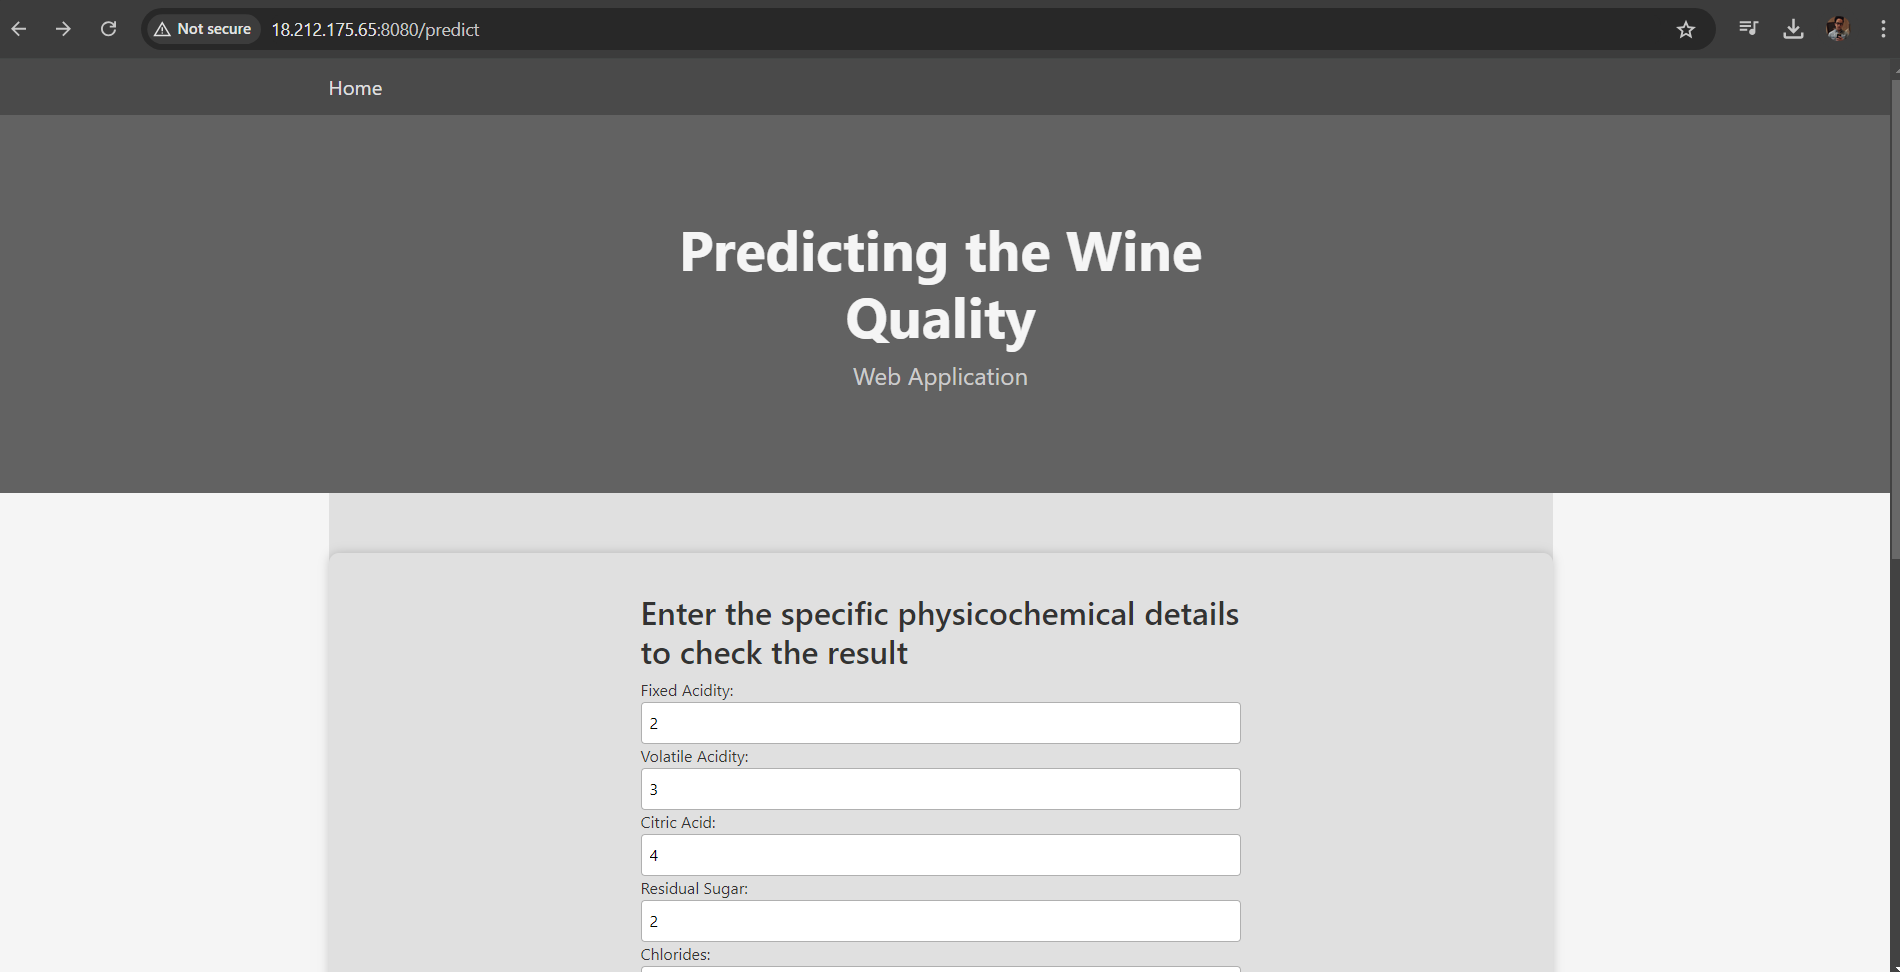 Not secure
18.212.175.65:8080/predict
Home
Predicting the Wine
Quality
Web Application
Enter the specific physicochemical details
to check the result
Fixed Acidity:
2
Volatile Acidity:
3
Citric Acid:
4
Residual Sugar:
2
Chlorides: